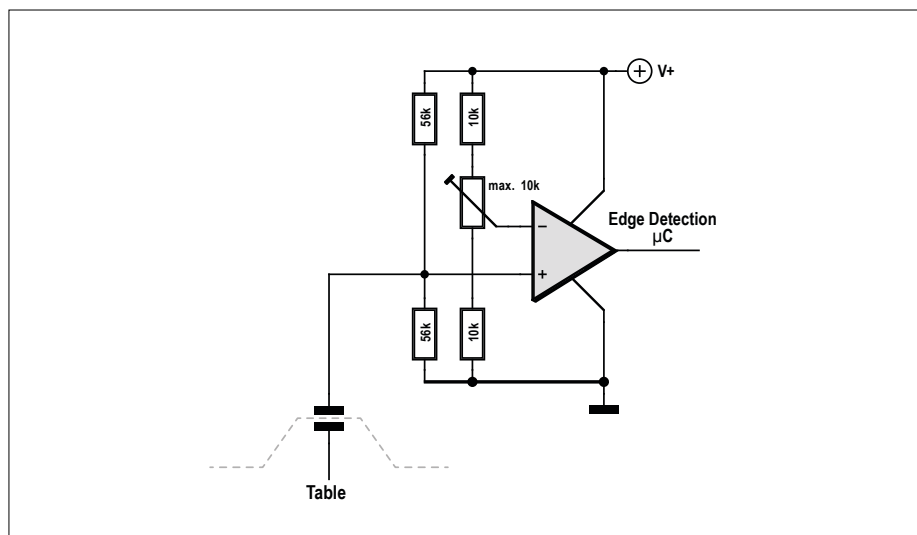 V+
56k
10k
max. 10k
Edge Detection
µC
56k
10k
Table